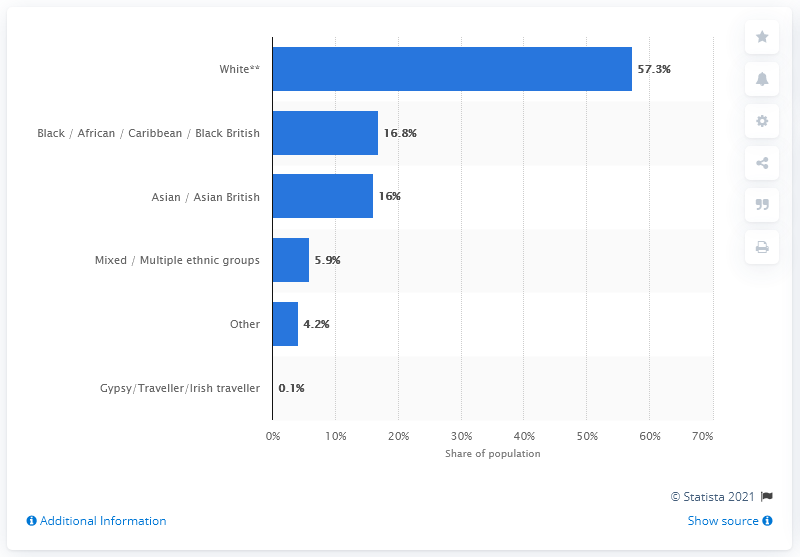 White** 57.3%
Black / African / Caribbean / Black British 16.8%
Asian / Asian British 16%
Mixed / Multiple ethnic groups 5.9%
Other 4.2%
Gypsy/Traveller/Irish traveller 0.1%
0% 10% 20% 30% 40% 50% 60% 70%
Share of population
© Statista 2021
Additional Information Show source